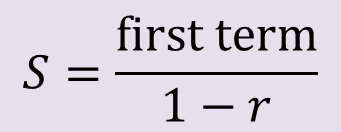 S = first term
1 − r